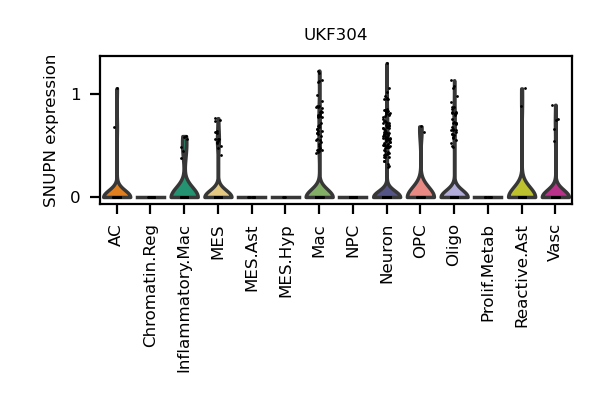 UKF304
SNUPN expression
1
0
AC
Chromatin.Reg
Inflammatory.Mac
MES
MES.Ast
MES.Hyp
Mac
NPC
Neuron
OPC
Oligo
Prolif.Metab
Reactive.Ast
Vasc